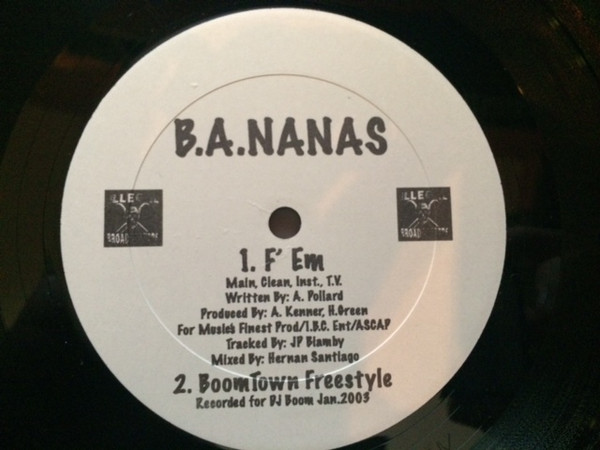 B.A.NANAS
1. F' Em
Main, Clean, Inst., T.V.
Written By: A. Pollard
Produced By: A. Kenner, H.Green
For Musiels Finest Prod/I.B.C. Ent/ASCAP
Tracked By: JP Blamby
Mixed By: Hernan Santiago
2. BoomTown Freestyle
Recorded for DJ Boom Jan.2003